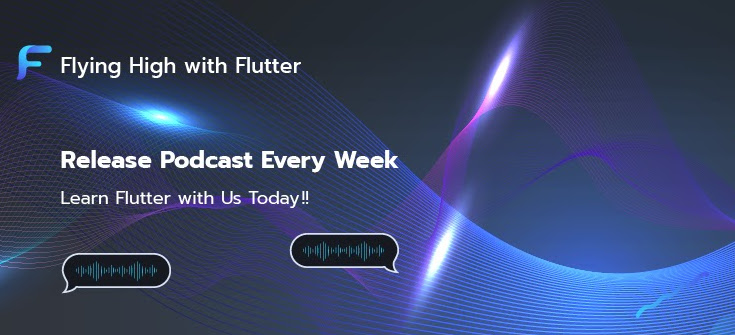 Flying High with Flutter
Release Podcast Every Week
Learn Flutter with Us Today!!